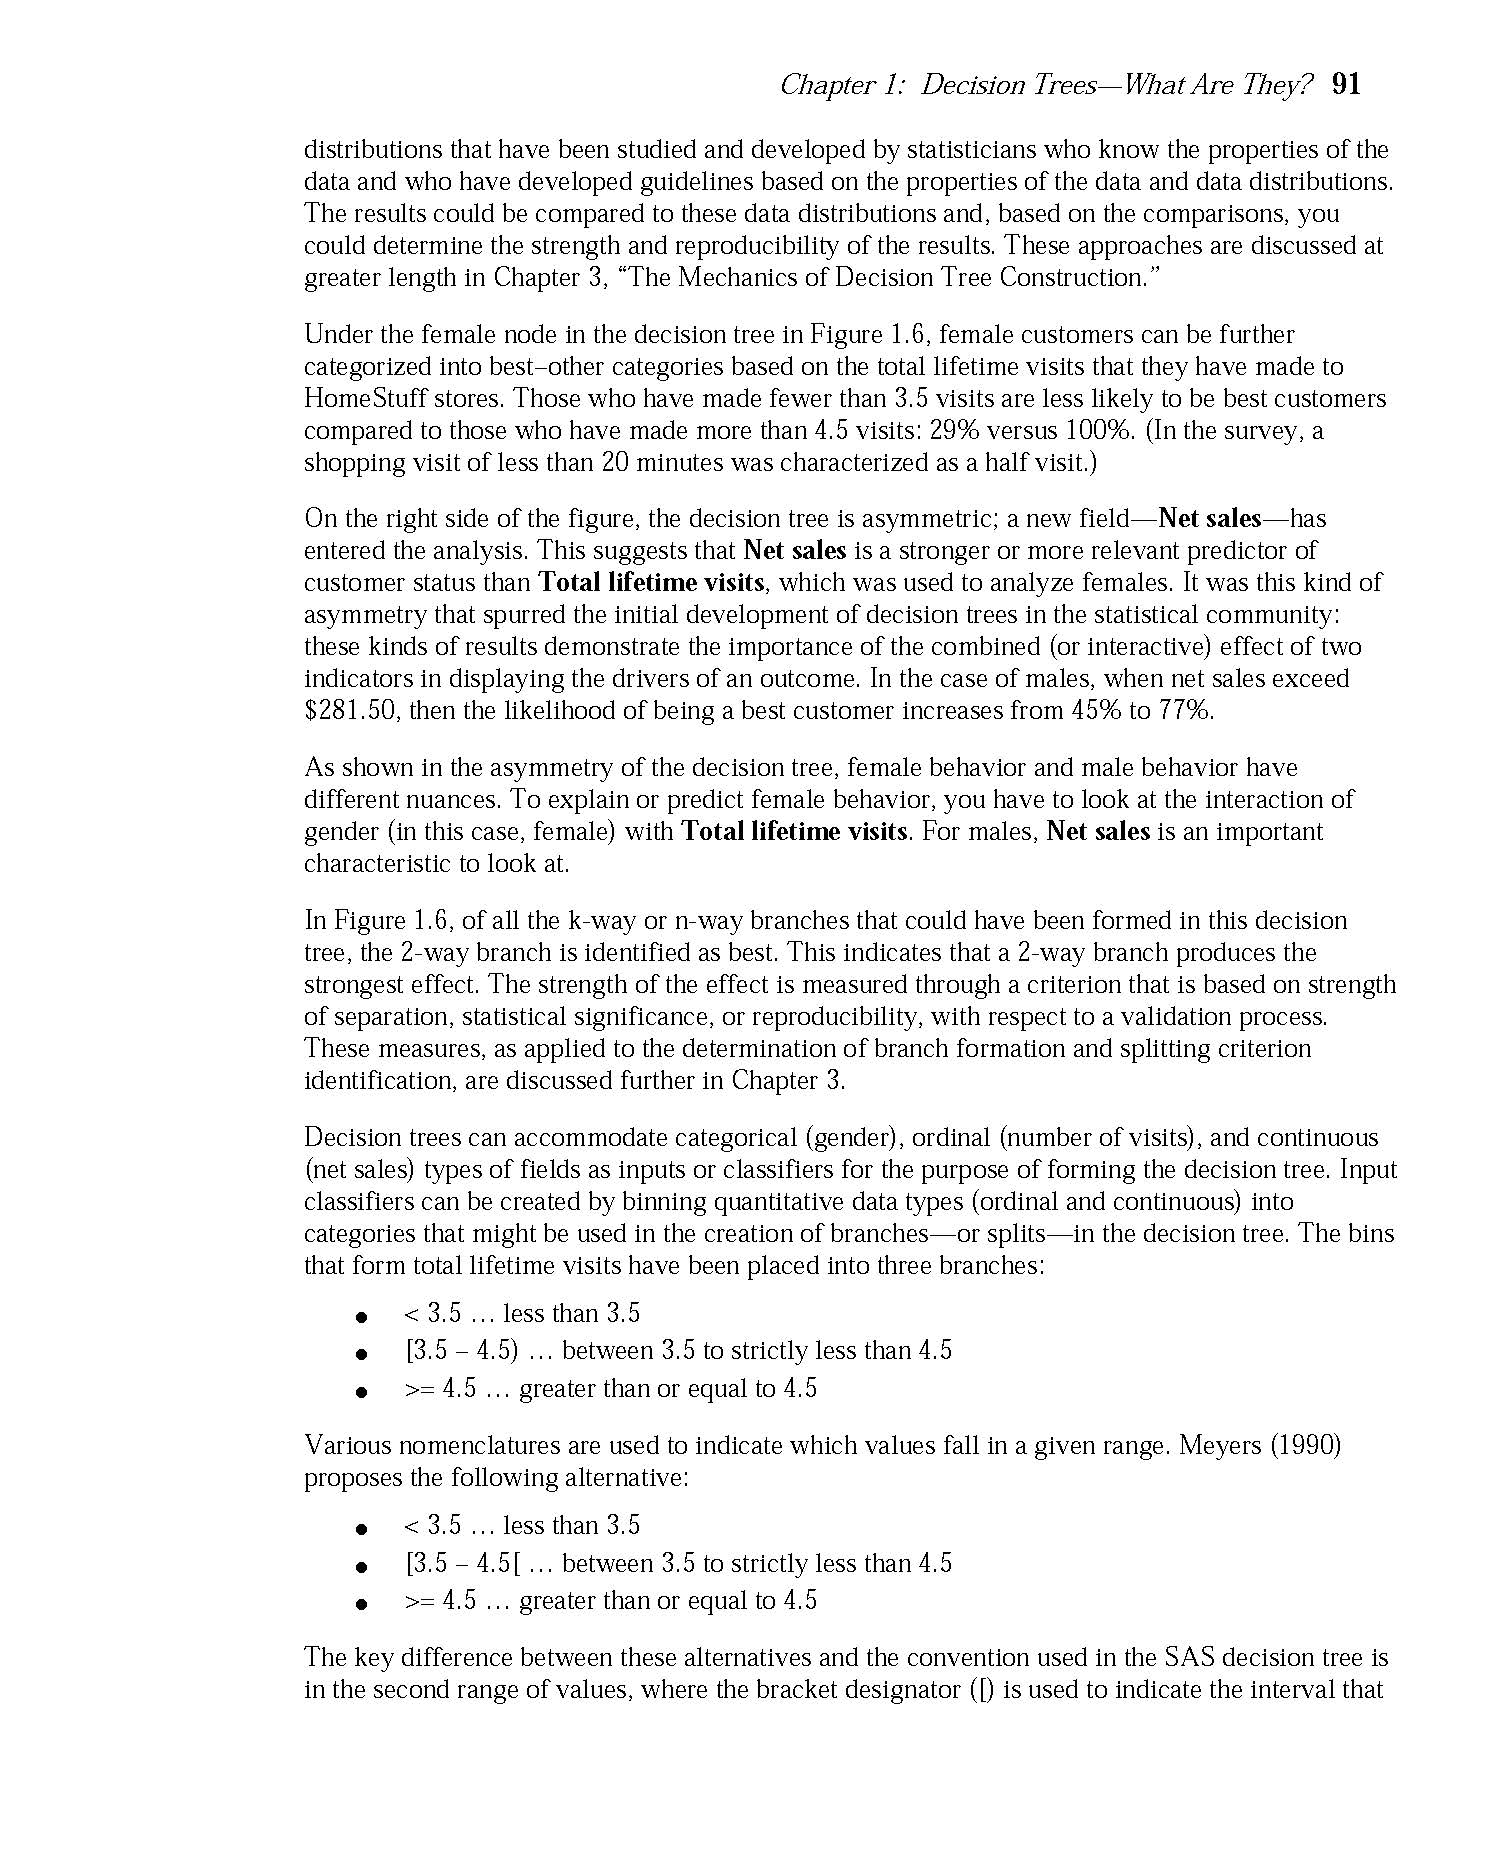 Chapter 1: Decision Trees—What Are They? 91
distributions that have been studied and developed by statisticians who know the properties of the
data and who have developed guidelines based on the properties of the data and data distributions.
The results could be compared to these data distributions and, based on the comparisons, you
could determine the strength and reproducibility of the results. These approaches are discussed at
greater length in Chapter 3, “The Mechanics of Decision Tree Construction.”
Under the female node in the decision tree in Figure 1.6, female customers can be further
categorized into best–other categories based on the total lifetime visits that they have made to
HomeStuff stores. Those who have made fewer than 3.5 visits are less likely to be best customers
compared to those who have made more than 4.5 visits: 29% versus 100%. (In the survey, a
shopping visit of less than 20 minutes was characterized as a half visit.)
On the right side of the figure, the decision tree is asymmetric; a new field—Net sales—has
entered the analysis. This suggests that Net sales is a stronger or more relevant predictor of
customer status than Total lifetime visits, which was used to analyze females. It was this kind of
asymmetry that spurred the initial development of decision trees in the statistical community:
these kinds of results demonstrate the importance of the combined (or interactive) effect of two
indicators in displaying the drivers of an outcome. In the case of males, when net sales exceed
$281.50, then the likelihood of being a best customer increases from 45% to 77%.
As shown in the asymmetry of the decision tree, female behavior and male behavior have
different nuances. To explain or predict female behavior, you have to look at the interaction of
gender (in this case, female) with Total lifetime visits. For males, Net sales is an important
characteristic to look at.
In Figure 1.6, of all the k-way or n-way branches that could have been formed in this decision
tree, the 2-way branch is identified as best. This indicates that a 2-way branch produces the
strongest effect. The strength of the effect is measured through a criterion that is based on strength
of separation, statistical significance, or reproducibility, with respect to a validation process.
These measures, as applied to the determination of branch formation and splitting criterion
identification, are discussed further in Chapter 3.
Decision trees can accommodate categorical (gender), ordinal (number of visits), and continuous
(net sales) types of fields as inputs or classifiers for the purpose of forming the decision tree. Input
classifiers can be created by binning quantitative data types (ordinal and continuous) into
categories that might be used in the creation of branches—or splits—in the decision tree. The bins
that form total lifetime visits have been placed into three branches:
● < 3.5 … less than 3.5
● [3.5 – 4.5) … between 3.5 to strictly less than 4.5
● >= 4.5 … greater than or equal to 4.5
Various nomenclatures are used to indicate which values fall in a given range. Meyers (1990)
proposes the following alternative:
● < 3.5 … less than 3.5
● [3.5 – 4.5[ … between 3.5 to strictly less than 4.5
● >= 4.5 … greater than or equal to 4.5
The key difference between these alternatives and the convention used in the SAS decision tree is
in the second range of values, where the bracket designator ([) is used to indicate the interval that